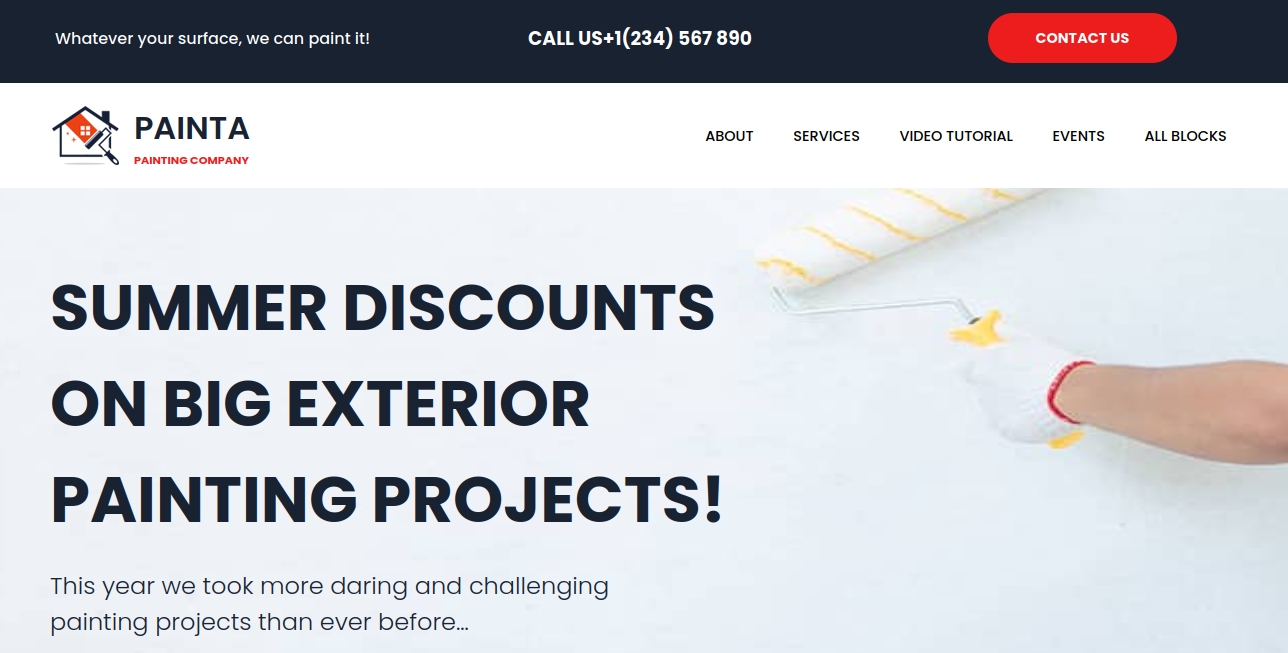 Whatever your surface, we can paint it!
CALL US+1(234) 567 890
CONTACT US
PAINTA
PAINTING COMPANY
ABOUT
SERVICES
VIDEO TUTORIAL
EVENTS
ALL BLOCKS
SUMMER DISCOUNTS
ON BIG EXTERIOR
PAINTING PROJECTS!
This year we took more daring and challenging
painting projects than ever before...